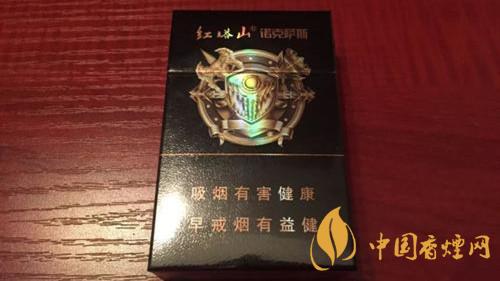 红塔山®诺克萨斯
吸烟有害健康
早戒烟有益健
中国香烟网